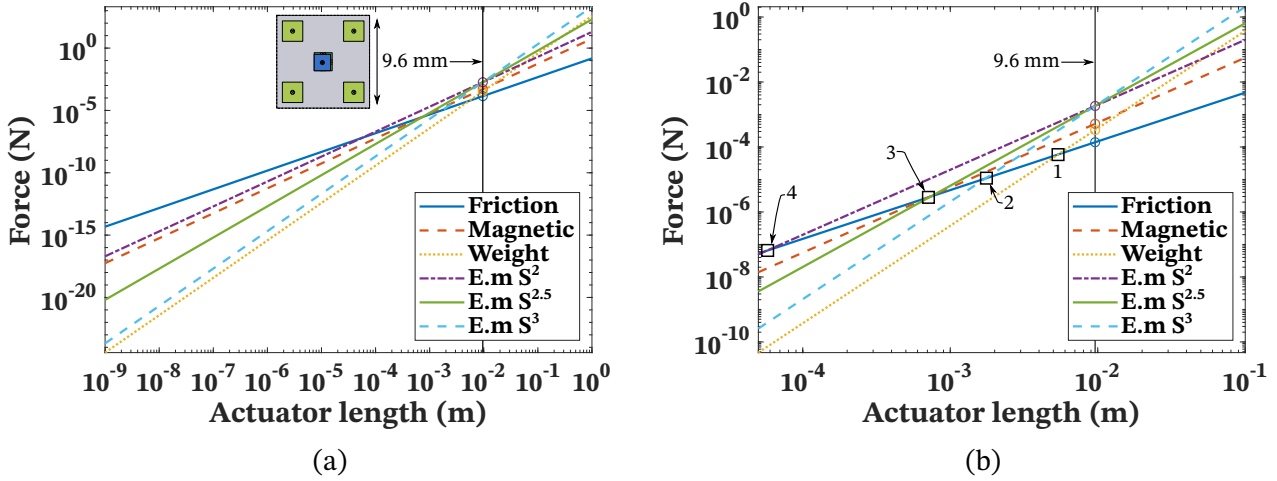 10^0
10^-5
10^-10
10^-15
10^-20
Force (N)
9.6 mm
Friction
Magnetic
Weight
E.m S^2
E.m S^2.5
E.m S^3
10^-9 10^-8 10^-7 10^-6 10^-5 10^-4 10^-3 10^-2 10^-1 10^0
Actuator length (m)
(a)
10^0
10^-2
10^-4
10^-6
10^-8
10^-10
Force (N)
9.6 mm
3
1
2
4
Friction
Magnetic
Weight
E.m S^2
E.m S^2.5
E.m S^3
10^-4 10^-3 10^-2 10^-1
Actuator length (m)
(b)